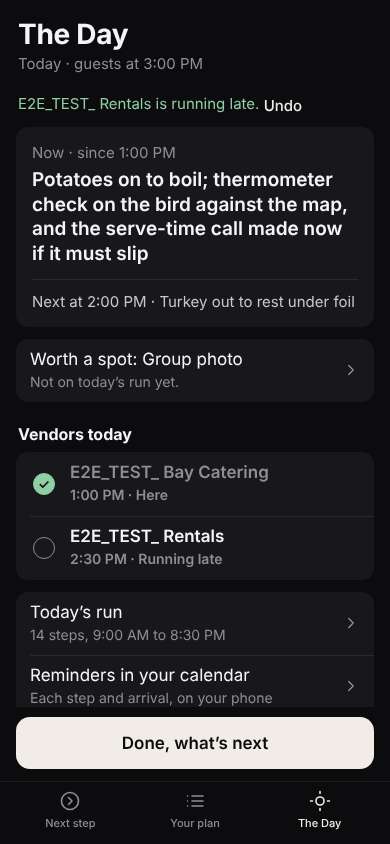 The Day
Today · guests at 3:00 PM
E2E_TEST_ Rentals is running late. Undo
Now · since 1:00 PM
Potatoes on to boil; thermometer
check on the bird against the map,
and the serve-time call made now
if it must slip
Next at 2:00 PM · Turkey out to rest under foil
Worth a spot: Group photo
Not on today’s run yet.
Vendors today
E2E_TEST_ Bay Catering
1:00 PM · Here
E2E_TEST_ Rentals
2:30 PM · Running late
Today’s run
14 steps, 9:00 AM to 8:30 PM
Reminders in your calendar
Each step and arrival, on your phone
Done, what’s next
Next step
Your plan
The Day